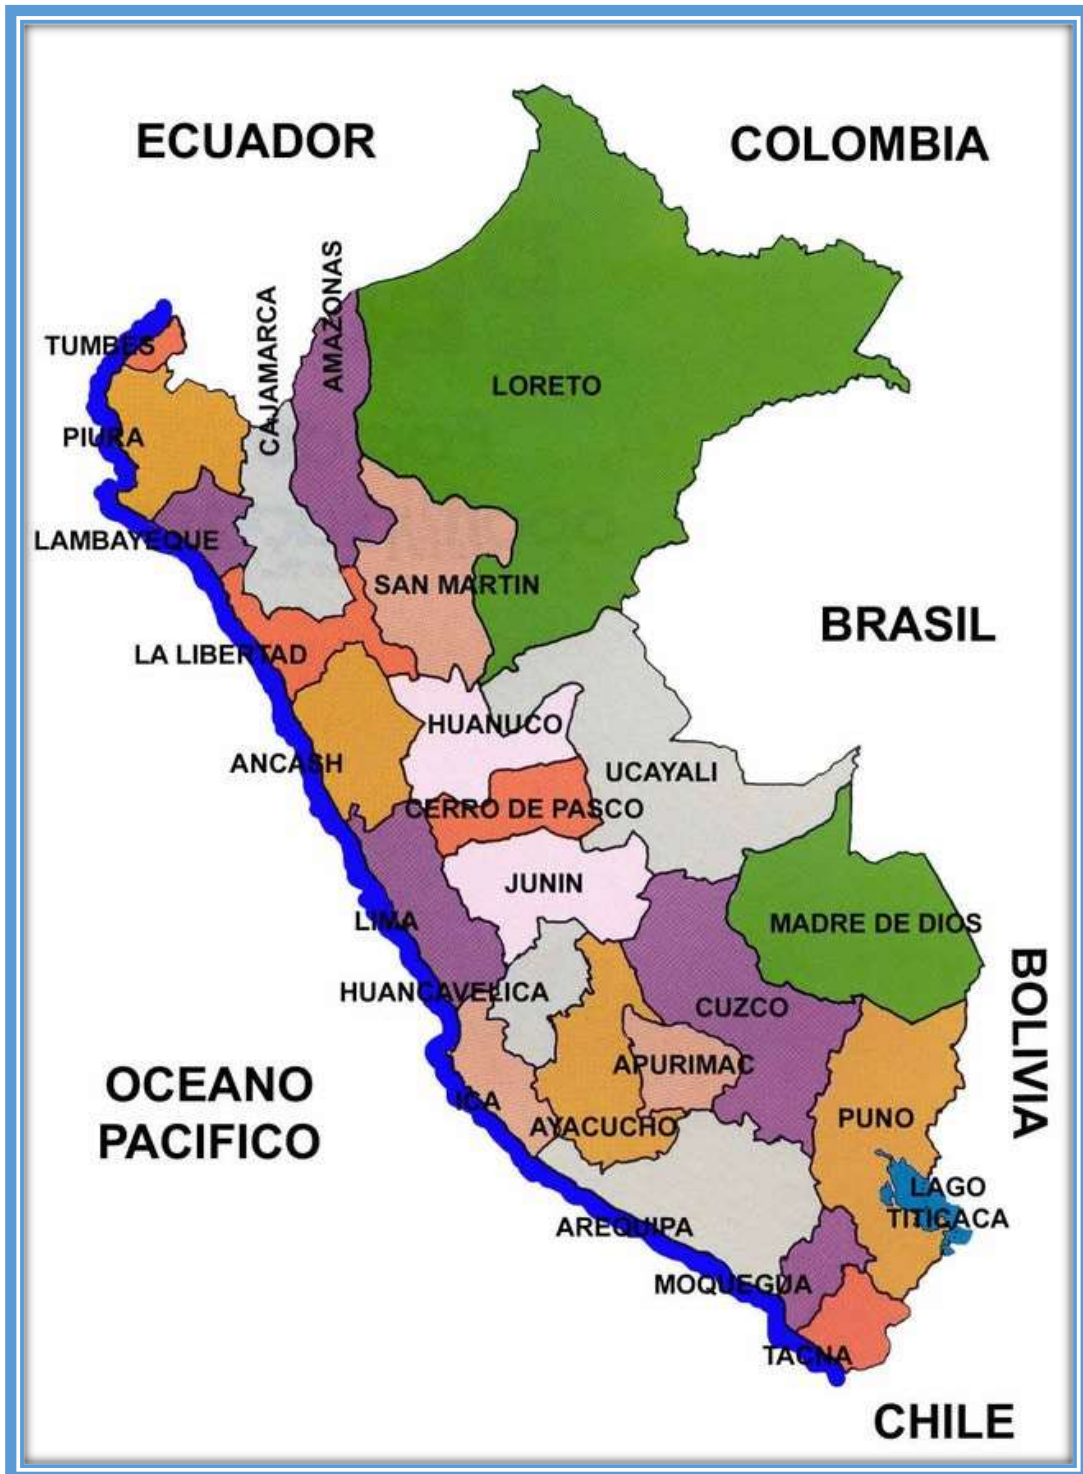 ECUADOR
COLOMBIA
AMAZONAS
CAJAMARCA
TUMBES
LORETO
PIURA
LAMBAYEQUE
SAN MARTIN
BRASIL
LA LIBERTAD
HUANUCO
ANCASH
UCAYALI
CERRO DE PASCO
JUNIN
LIMA
MADRE DE DIOS
BOLIVIA
HUANCAVELICA
CUZCO
APURIMAC
OCEANO
PACIFICO
ICA
AYACUCHO
PUNO
LAGO
TITICACA
AREQUIPA
MOQUEGUA
TACNA
CHILE